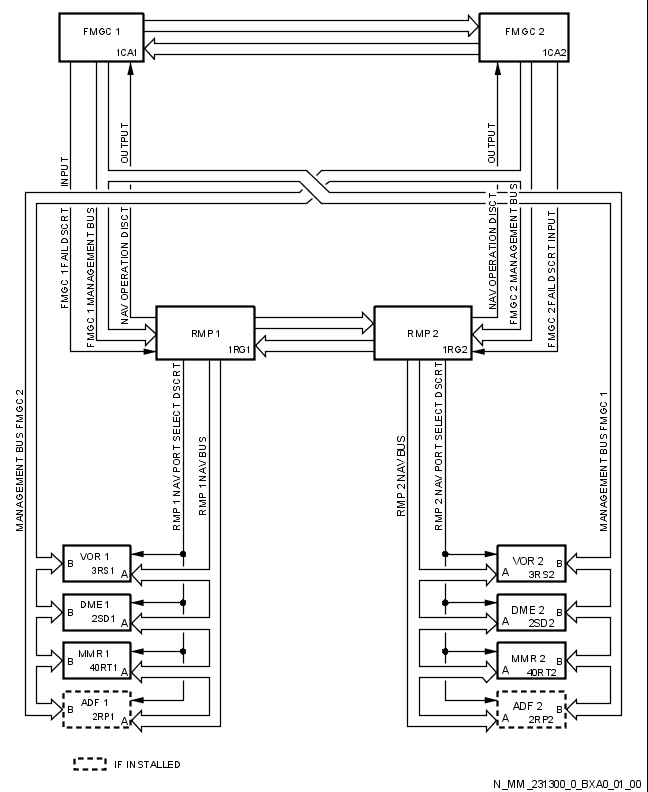 FMGC 1
1CA1
FMGC 2
1CA2
FMGC 1 FAIL DSCRT INPUT
FMGC 1 MANAGEMENT BUS
NAV OPERATION DISCT OUTPUT
NAV OPERATION DISCT OUTPUT
FMGC 2 MANAGEMENT BUS
FMGC 2 FAIL DSCRT INPUT
RMP 1
1RG1
RMP 2
1RG2
MANAGEMENT BUS FMGC 2
RMP 1 NAV PORT SELECT DSCRT
RMP 1 NAV BUS
RMP 2 NAV BUS
RMP 2 NAV PORT SELECT DSCRT
MANAGEMENT BUS FMGC 1
B VOR 1
3RS1 A
VOR 2 B
A 3RS2
B DME 1
2SD1 A
DME 2 B
A 2SD2
B MMR 1
40RT1 A
MMR 2 B
A 40RT2
B ADF 1
2RP1 A
ADF 2 B
A 2RP2
IF INSTALLED
N_MM_231300_0_BXA0_01_00